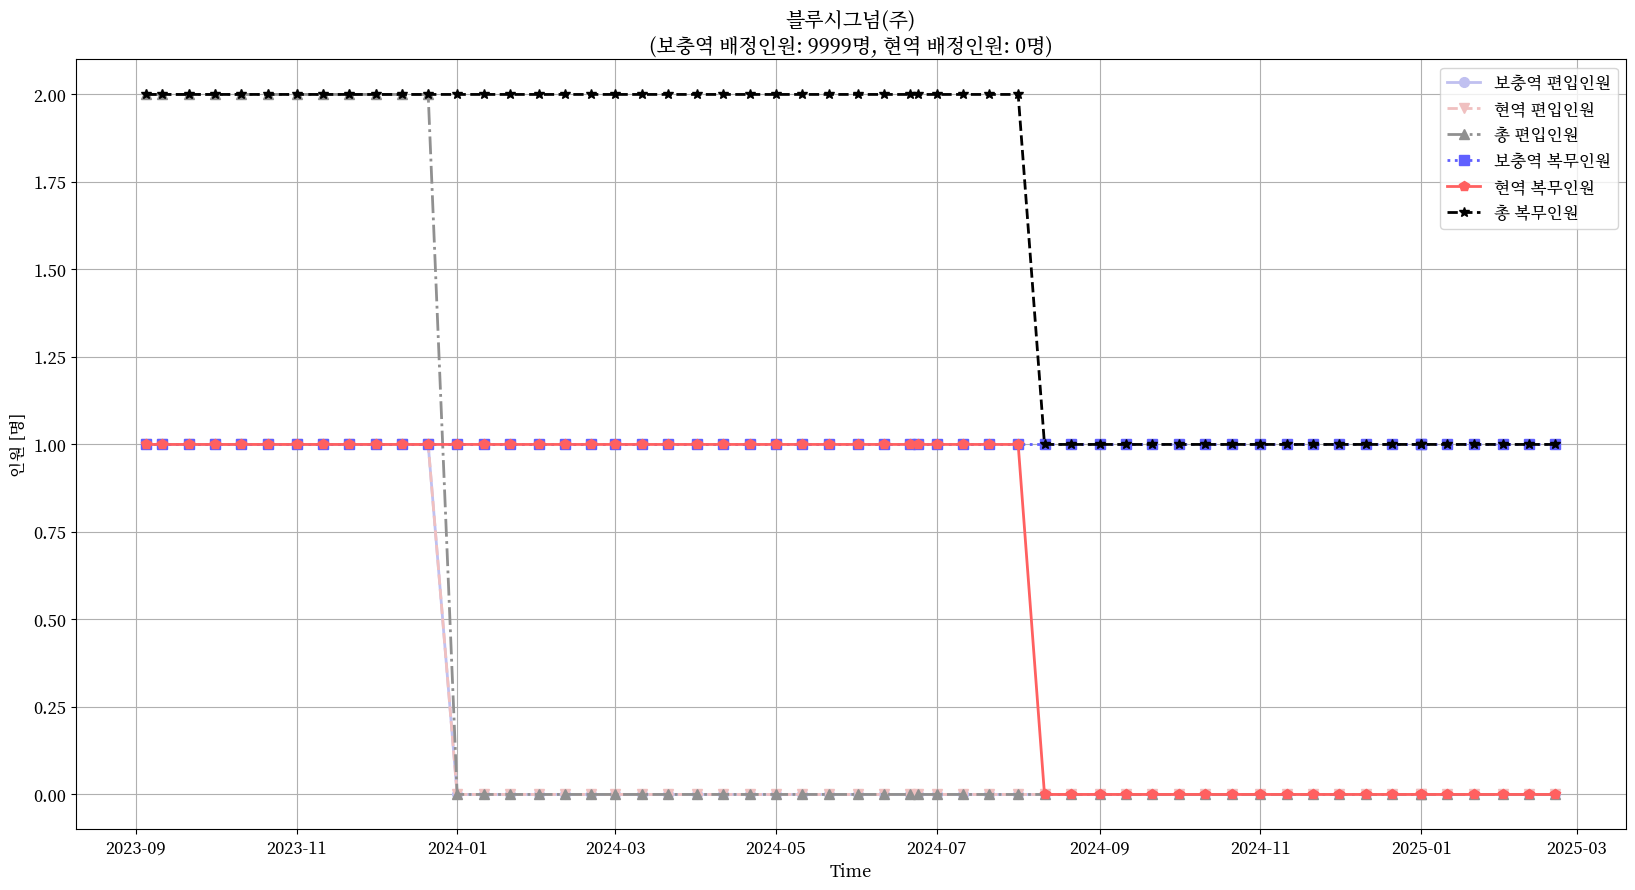 블루시그넘(주)
(보충역 배정인원: 9999명, 현역 배정인원: 0명)
보충역 편입인원
현역 편입인원
총 편입인원
보충역 복무인원
현역 복무인원
총 복무인원
인원 [명]
2.00
1.75
1.50
1.25
1.00
0.75
0.50
0.25
0.00
2023-09 2023-11 2024-01 2024-03 2024-05 2024-07 2024-09 2024-11 2025-01 2025-03
Time